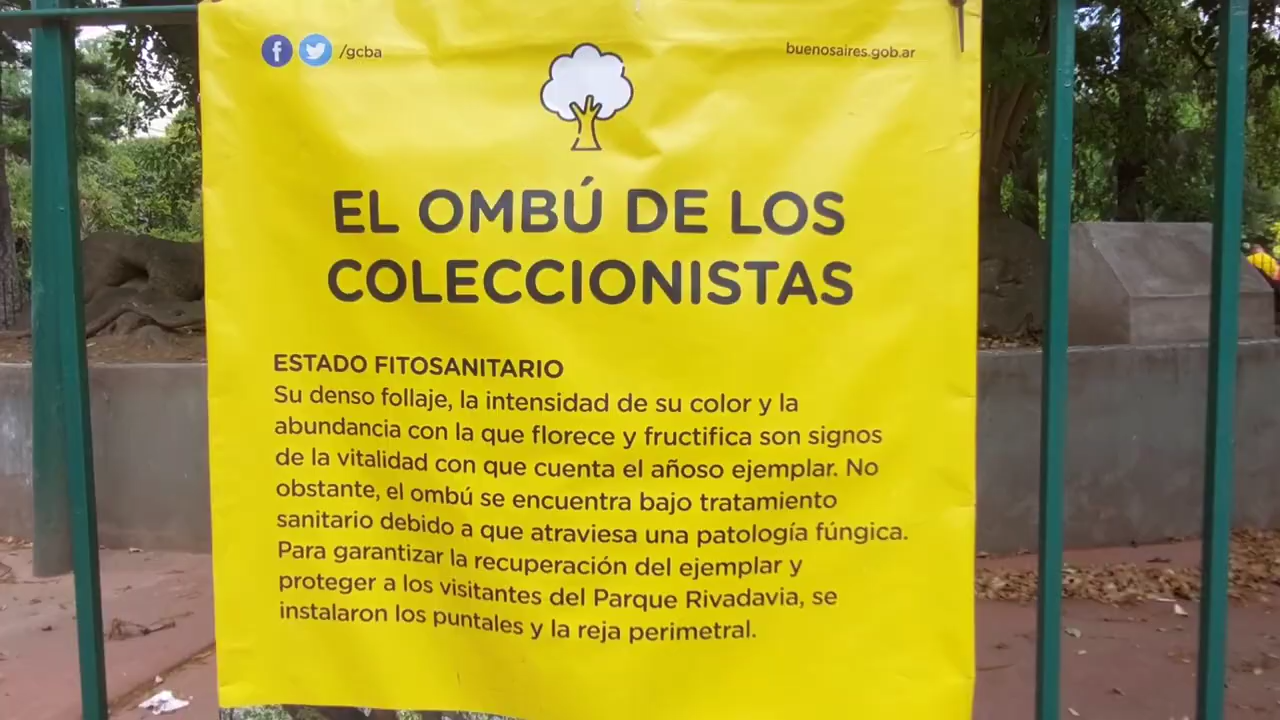 /gcba
buenosaires.gob.ar
EL OMBÚ DE LOS
COLECCIONISTAS
ESTADO FITOSANITARIO
Su denso follaje, la intensidad de su color y la
abundancia con la que florece y fructifica son signos
de la vitalidad con que cuenta el añoso ejemplar. No
obstante, el ombú se encuentra bajo tratamiento
sanitario debido a que atraviesa una patología fúngica.
Para garantizar la recuperación del ejemplar y
proteger a los visitantes del Parque Rivadavia, se
instalaron los puntales y la reja perimetral.